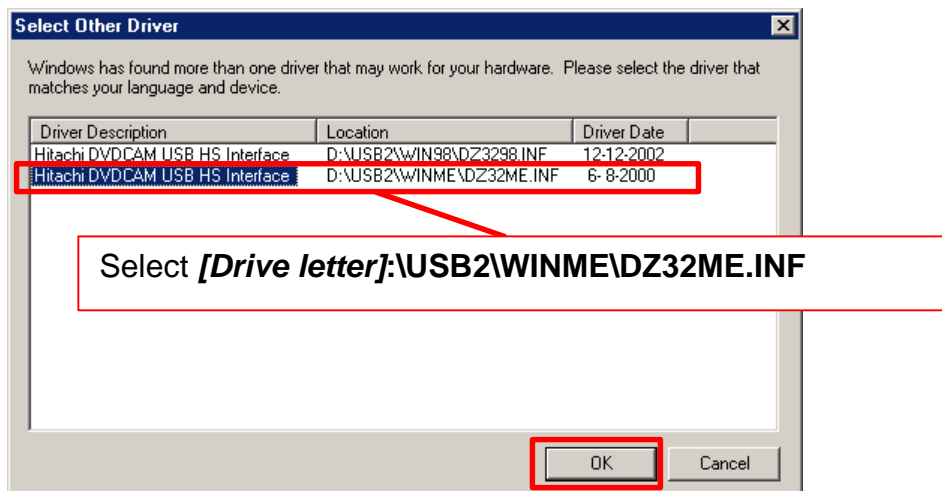 Select Other Driver
Windows has found more than one driver that may work for your hardware. Please select the driver that
matches your language and device.
Driver Description Location Driver Date
Hitachi DVDCAM USB HS Interface D:\USB2\WIN98\DZ3298.INF 12-12-2002
Hitachi DVDCAM USB HS Interface D:\USB2\WINME\DZ32ME.INF 6- 8-2000
Select [Drive letter]:\USB2\WINME\DZ32ME.INF
OK Cancel